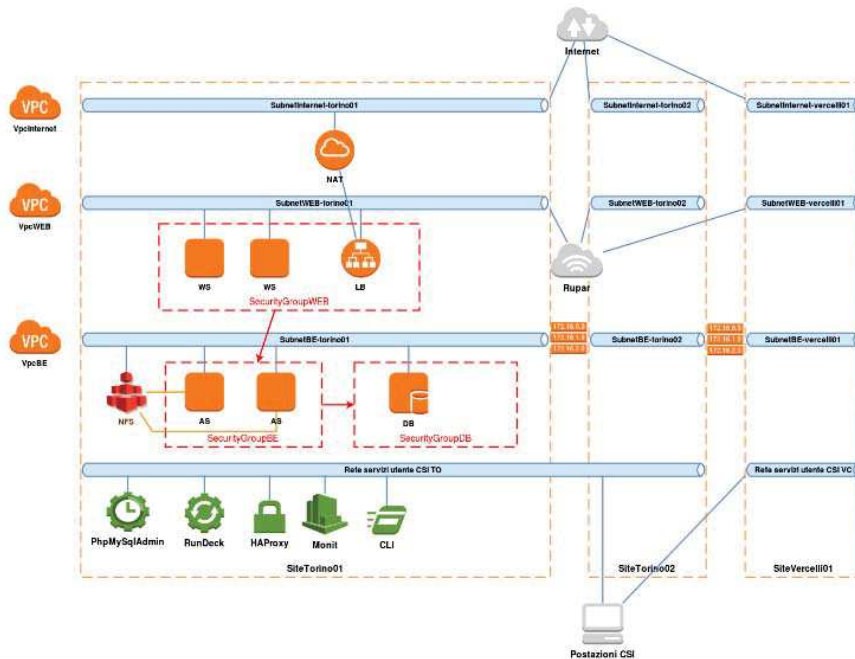 Internet
VPC
VpcInternet
SubnetInternet-torino01
SubnetInternet-torino02
SubnetInternet-vercelli01
NAT
VPC
VpcWEB
SubnetWEB-torino01
SubnetWEB-torino02
SubnetWEB-vercelli01
WS
WS
LB
SecurityGroupWEB
Rupar
VPC
VpcBE
SubnetBE-torino01
SubnetBE-torino02
SubnetBE-vercelli01
NFS
AS
AS
DB
SecurityGroupBE
SecurityGroupDB
Rete servizi utente CSI TO
Rete servizi utente CSI VC
PhpMySqlAdmin
RunDeck
HAProxy
Monit
CLI
SiteTorino01
SiteTorino02
SiteVercelli01
Postazioni CSI